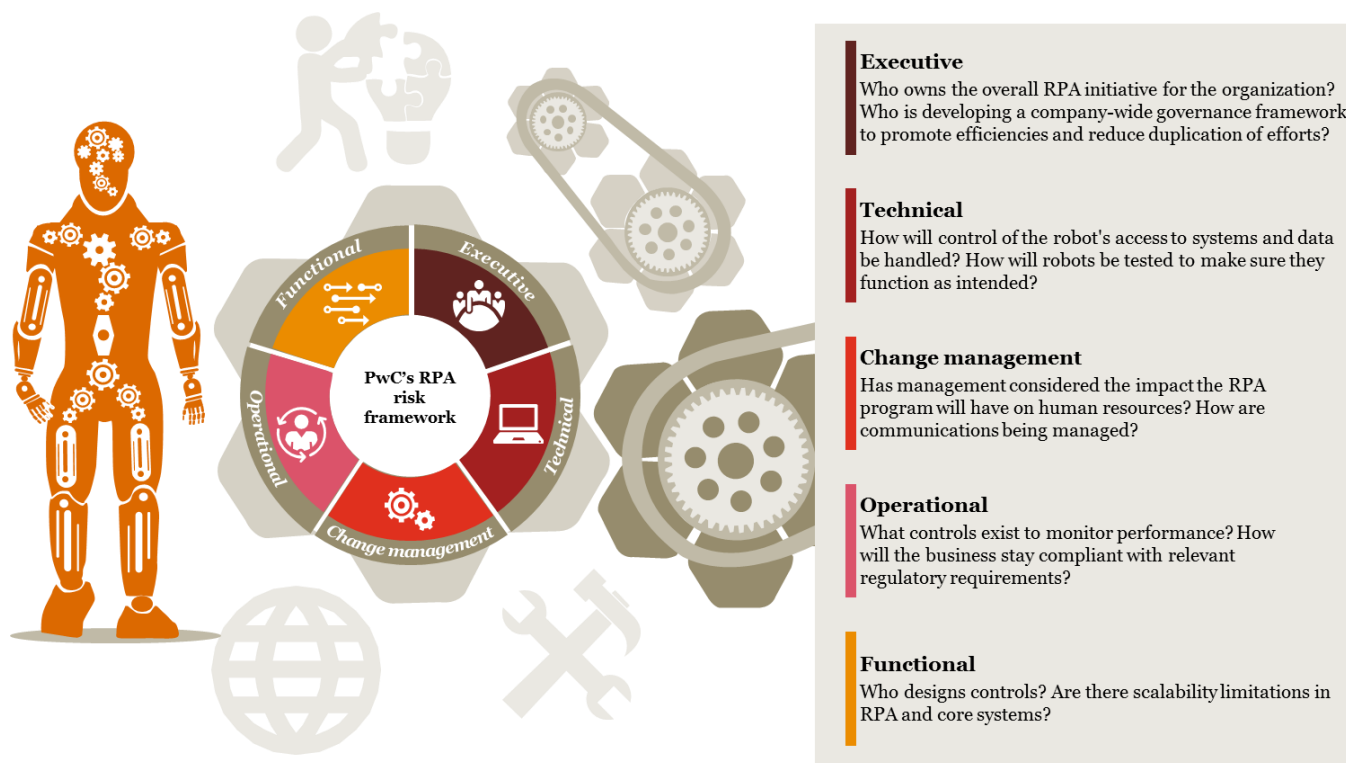 Functional
Executive
Operational
Technical
Change management
PwC's RPA
risk
framework
Executive
Who owns the overall RPA initiative for the organization?
Who is developing a company-wide governance framework
to promote efficiencies and reduce duplication of efforts?
Technical
How will control of the robot's access to systems and data
be handled? How will robots be tested to make sure they
function as intended?
Change management
Has management considered the impact the RPA
program will have on human resources? How are
communications being managed?
Operational
What controls exist to monitor performance? How
will the business stay compliant with relevant
regulatory requirements?
Functional
Who designs controls? Are there scalability limitations in
RPA and core systems?